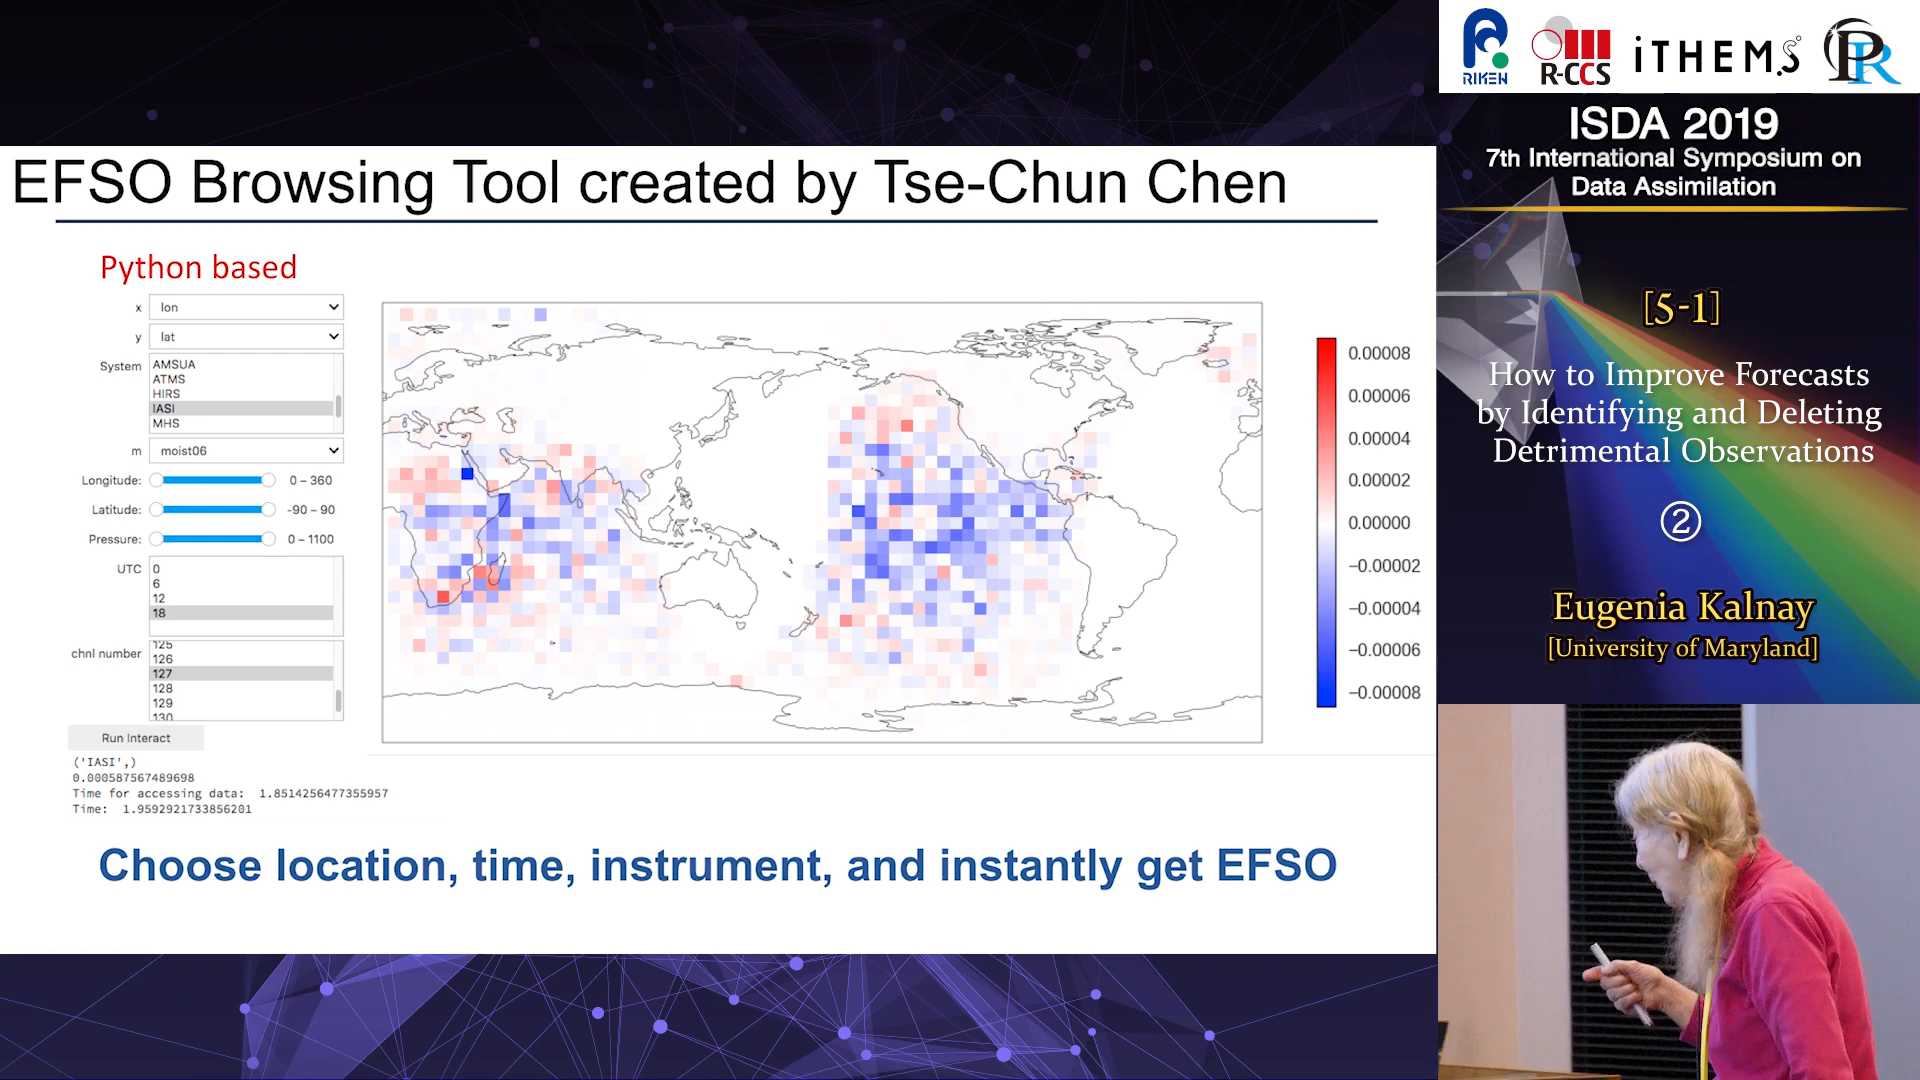 EFSO Browsing Tool created by Tse-Chun Chen
Python based
x lon
y lat
System AMSUA
ATMS
HIRS
IASI
MHS
m moist06
Longitude: 0 – 360
Latitude: -90 – 90
Pressure: 0 – 1100
UTC 0
6
12
18
chnl number 125
126
127
128
129
130
Run Interact
('IASI',)
0.000587567489698
Time for accessing data: 1.8514256477355957
Time: 1.9592921733856201
0.00008
0.00006
0.00004
0.00002
0.00000
−0.00002
−0.00004
−0.00006
−0.00008
Choose location, time, instrument, and instantly get EFSO
RIKEN
R-CCS
iTHEMS
PR
ISDA 2019
7th International Symposium on
Data Assimilation
[5-1]
How to Improve Forecasts
by Identifying and Deleting
Detrimental Observations
②
Eugenia Kalnay
[University of Maryland]